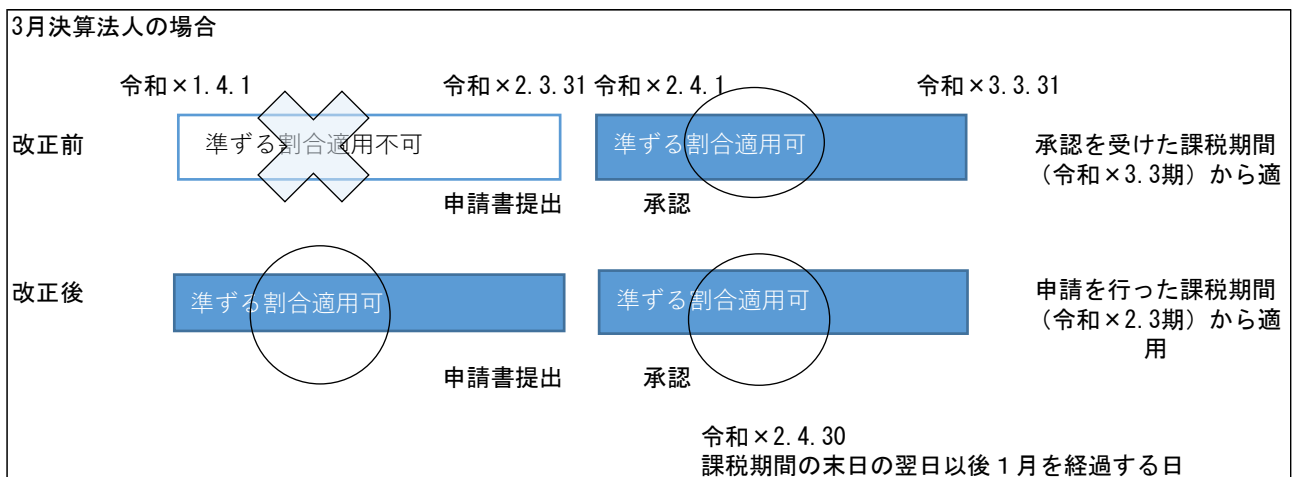 3月決算法人の場合
令和×1.4.1
令和×2.3.31
令和×2.4.1
令和×3.3.31
改正前
準ずる割合適用不可
準ずる割合適用可
承認を受けた課税期間
（令和×3.3期）から適
申請書提出
承認
改正後
準ずる割合適用可
準ずる割合適用可
申請を行った課税期間
（令和×2.3期）から適
用
申請書提出
承認
令和×2.4.30
課税期間の末日の翌日以後１月を経過する日